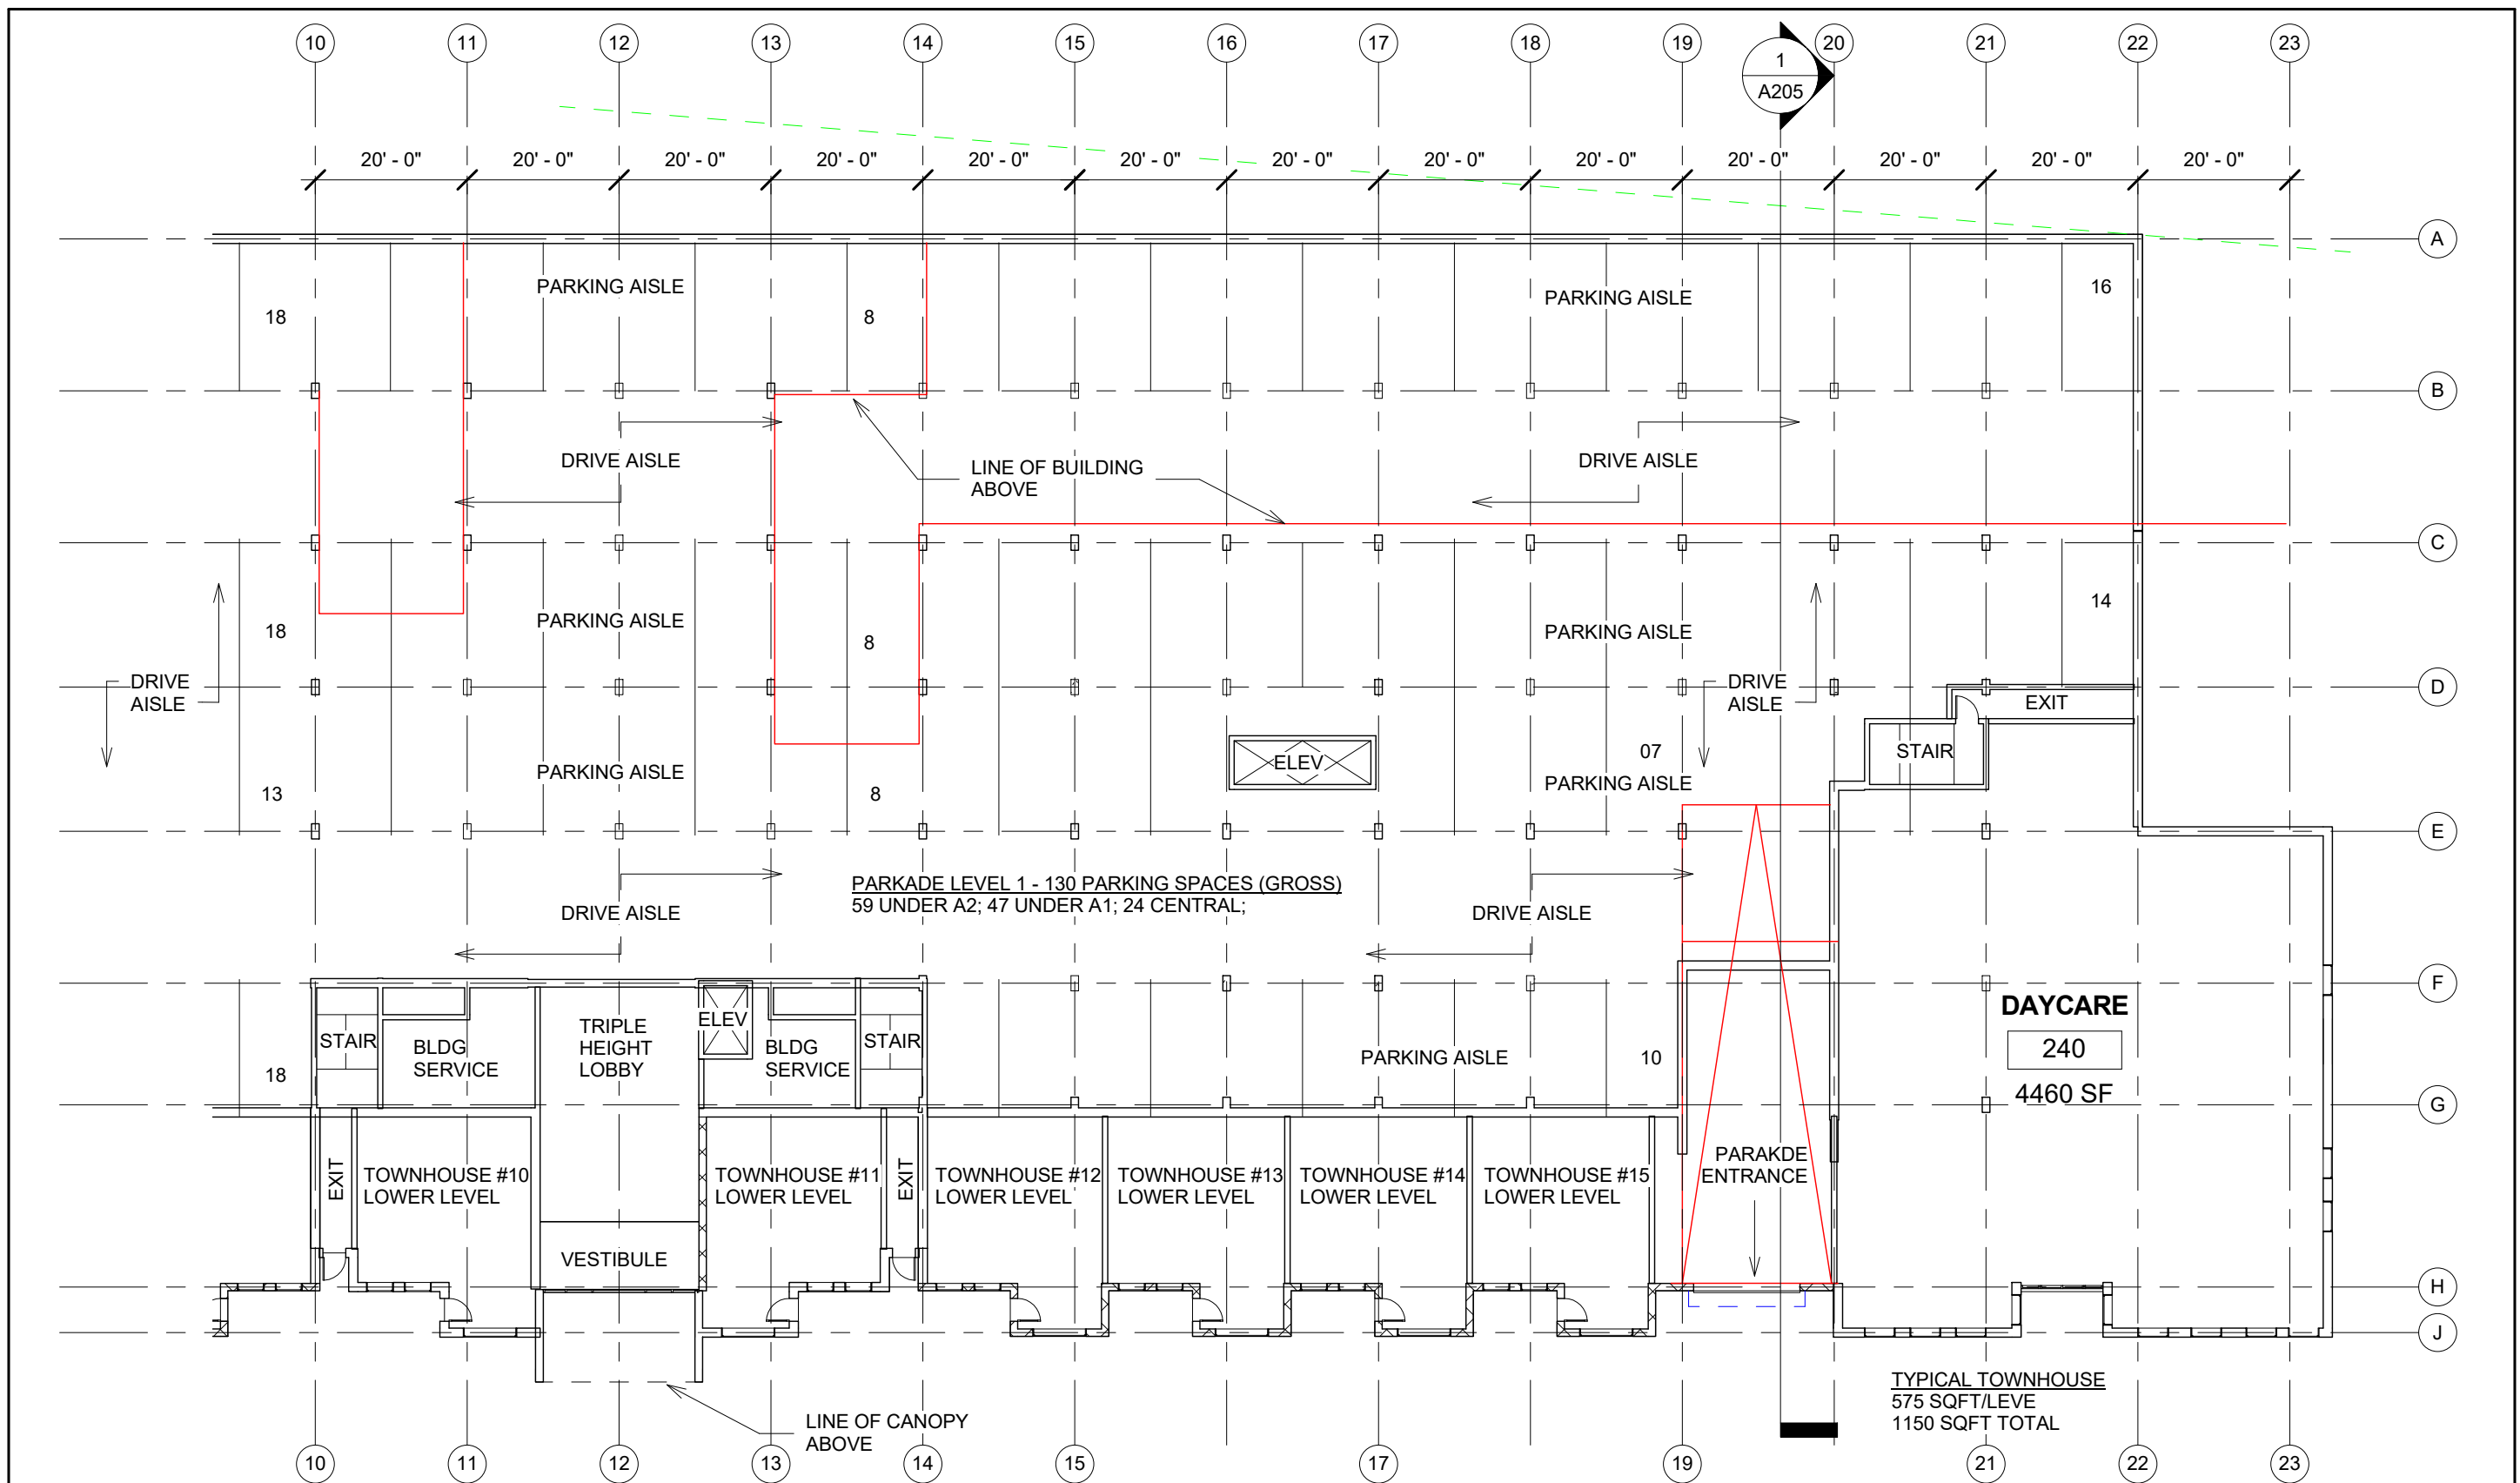 10 11 12 13 14 15 16 17 18 19 20 21 22 23
1
A205
20' - 0" 20' - 0" 20' - 0" 20' - 0" 20' - 0" 20' - 0" 20' - 0" 20' - 0" 20' - 0" 20' - 0" 20' - 0" 20' - 0" 20' - 0"
A
PARKING AISLE
PARKING AISLE
16
18
8
B
DRIVE AISLE
LINE OF BUILDING
ABOVE
DRIVE AISLE
C
18
PARKING AISLE
8
PARKING AISLE
14
DRIVE
AISLE
DRIVE
AISLE
D
EXIT
STAIR
13
PARKING AISLE
8
ELEV
07
PARKING AISLE
E
PARKADE LEVEL 1 - 130 PARKING SPACES (GROSS)
59 UNDER A2; 47 UNDER A1; 24 CENTRAL;
DRIVE AISLE
DRIVE AISLE
F
DAYCARE
240
4460 SF
18
STAIR
BLDG
SERVICE
TRIPLE
HEIGHT
LOBBY
ELEV
BLDG
SERVICE
STAIR
PARKING AISLE
10
G
EXIT
TOWNHOUSE #10
LOWER LEVEL
TOWNHOUSE #11
LOWER LEVEL
EXIT
TOWNHOUSE #12
LOWER LEVEL
TOWNHOUSE #13
LOWER LEVEL
TOWNHOUSE #14
LOWER LEVEL
TOWNHOUSE #15
LOWER LEVEL
PARAKDE
ENTRANCE
VESTIBULE
H
J
LINE OF CANOPY
ABOVE
TYPICAL TOWNHOUSE
575 SQFT/LEVE
1150 SQFT TOTAL
10 11 12 13 14 15 17 19 21 22 23